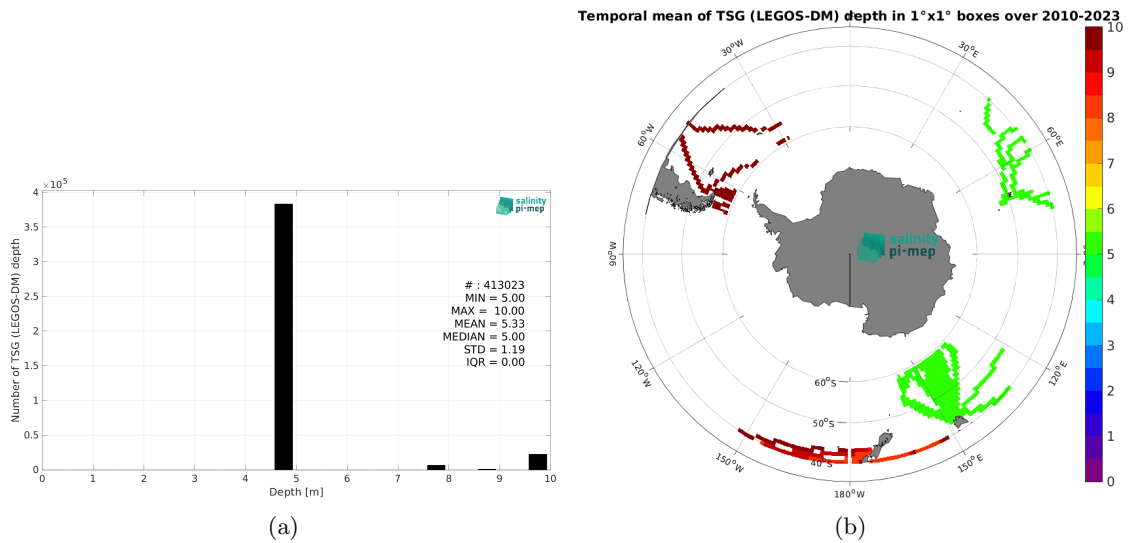 Temporal mean of TSG (LEGOS-DM) depth in 1°x1° boxes over 2010-2023
×10⁵
4
3.5
3
2.5
2
1.5
1
0.5
0
Number of TSG (LEGOS-DM) depth
salinity
pi-mep
# : 413023
MIN = 5.00
MAX = 10.00
MEAN = 5.33
MEDIAN = 5.00
STD = 1.19
IQR = 0.00
0 1 2 3 4 5 6 7 8 9 10
Depth [m]
(a)
30°W
30°E
60°W
60°E
90°W
salinity
pi-mep
120°W
120°E
60°S
50°S
40°S
150°W
150°E
180°W
10
9
8
7
6
5
4
3
2
1
0
(b)